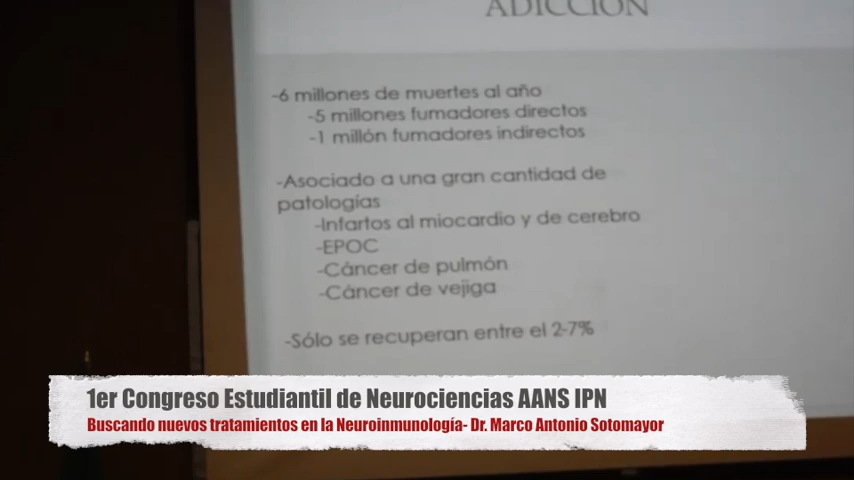 ADICCIÓN
-6 millones de muertes al año
-5 millones fumadores directos
-1 millón fumadores indirectos
-Asociado a una gran cantidad de
patologías
-Infartos al miocardio y de cerebro
-EPOC
-Cáncer de pulmón
-Cáncer de vejiga
-Sólo se recuperan entre el 2-7%
1er Congreso Estudiantil de Neurociencias AANS IPN
Buscando nuevos tratamientos en la Neuroinmunología- Dr. Marco Antonio Sotomayor